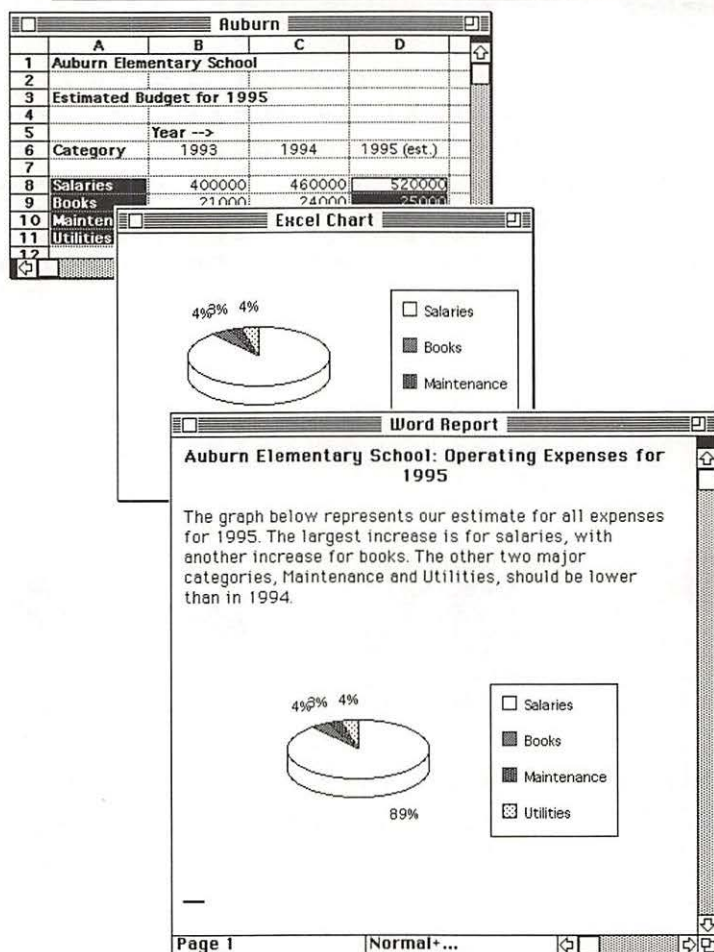 Auburn
A B C D
1 Auburn Elementary School
2
3 Estimated Budget for 1995
4
5 Year -->
6 Category 1993 1994 1995 (est.)
7
8 Salaries 400000 460000 520000
9 Books 21000 24000 25000
10 Mainten
11 Utilities
12
Excel Chart
4% 3% 4%
Salaries
Books
Maintenance
Word Report
Auburn Elementary School: Operating Expenses for
1995
The graph below represents our estimate for all expenses
for 1995. The largest increase is for salaries, with
another increase for books. The other two major
categories, Maintenance and Utilities, should be lower
than in 1994.
4% 3% 4%
Salaries
Books
Maintenance
Utilities
89%
Page 1 Normal+...